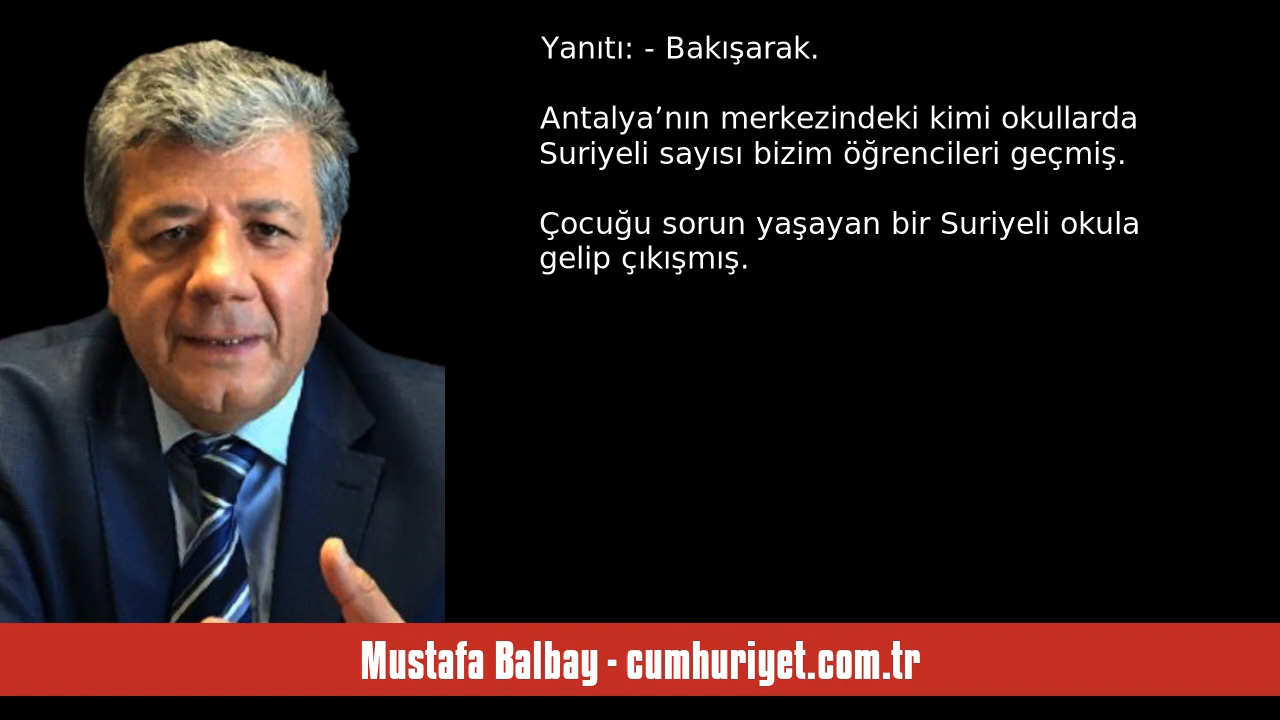 Yanıtı: - Bakışarak.
Antalya’nın merkezindeki kimi okullarda
Suriyeli sayısı bizim öğrencileri geçmiş.
Çocuğu sorun yaşayan bir Suriyeli okula
gelip çıkışmış.
Mustafa Balbay - cumhuriyet.com.tr